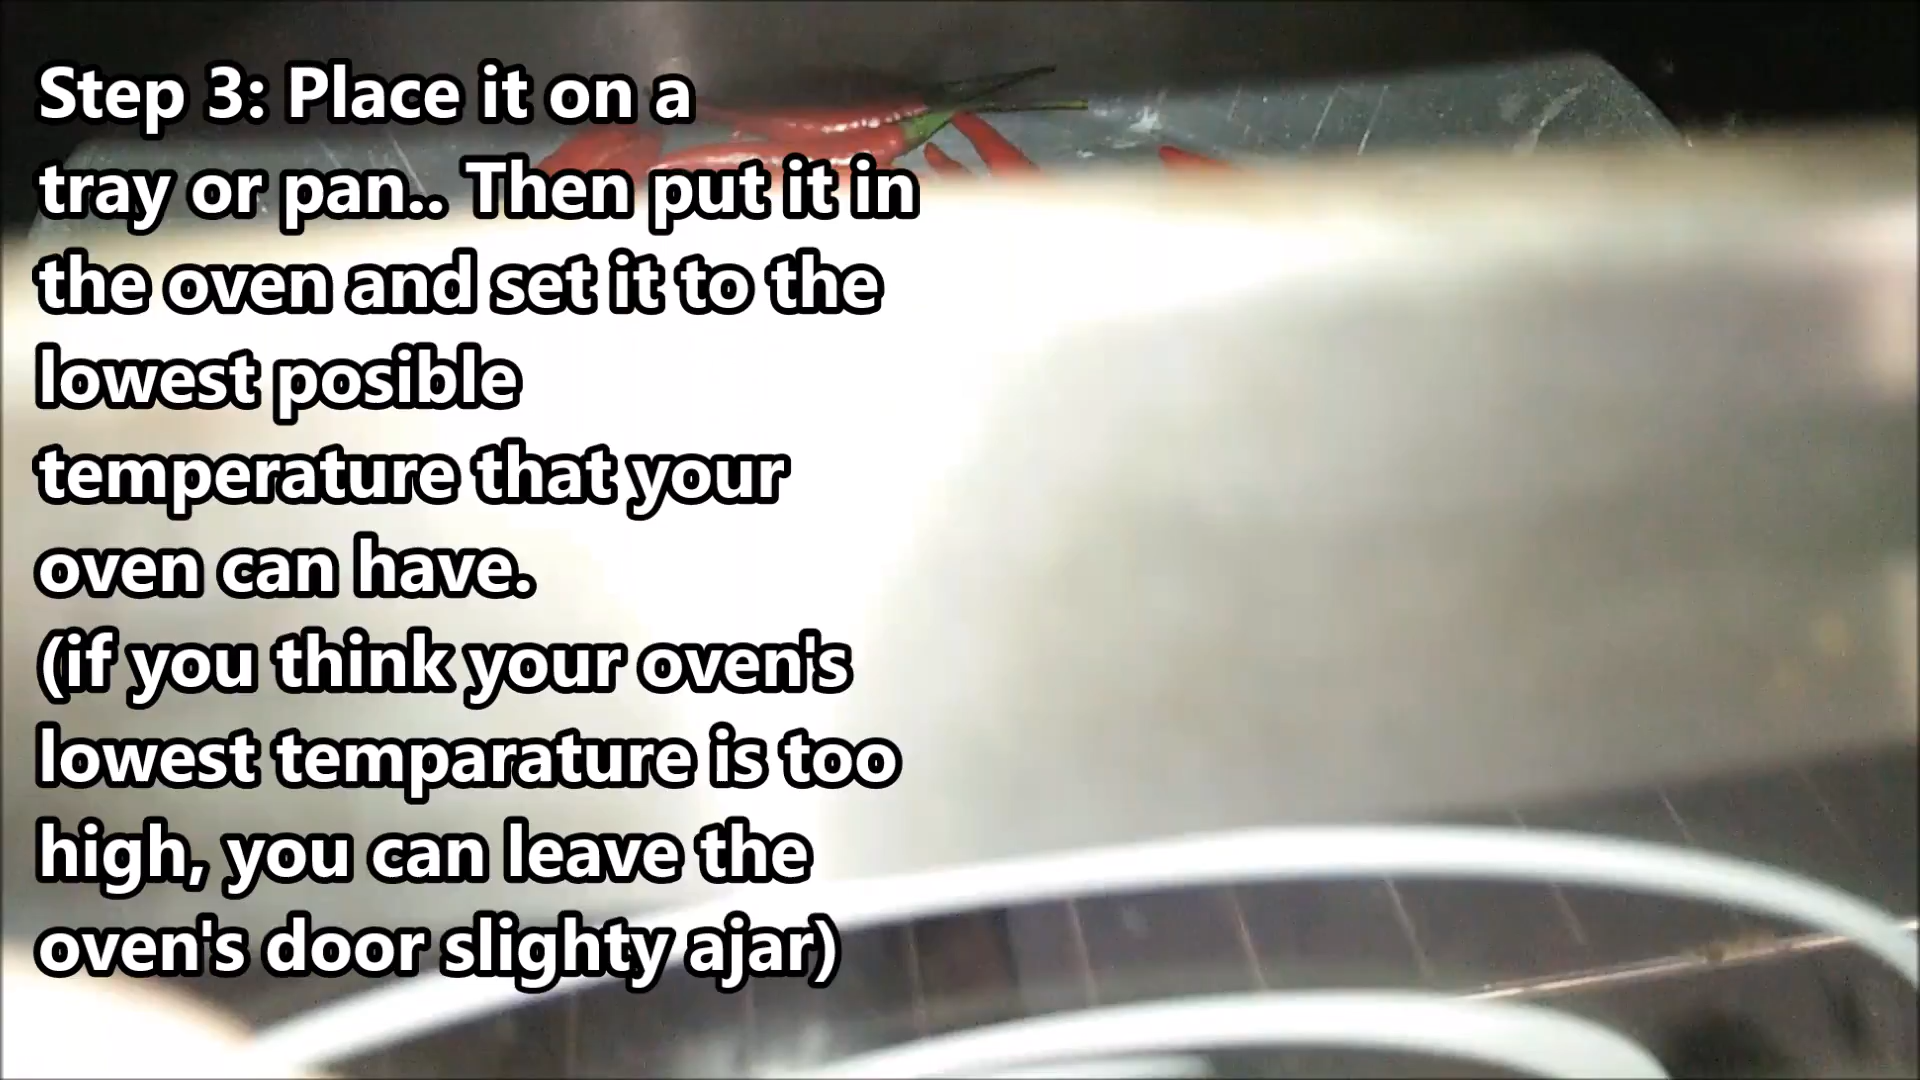 Step 3: Place it on a
tray or pan.. Then put it in
the oven and set it to the
lowest posible
temperature that your
oven can have.
(if you think your oven's
lowest temparature is too
high, you can leave the
oven's door slighty ajar)